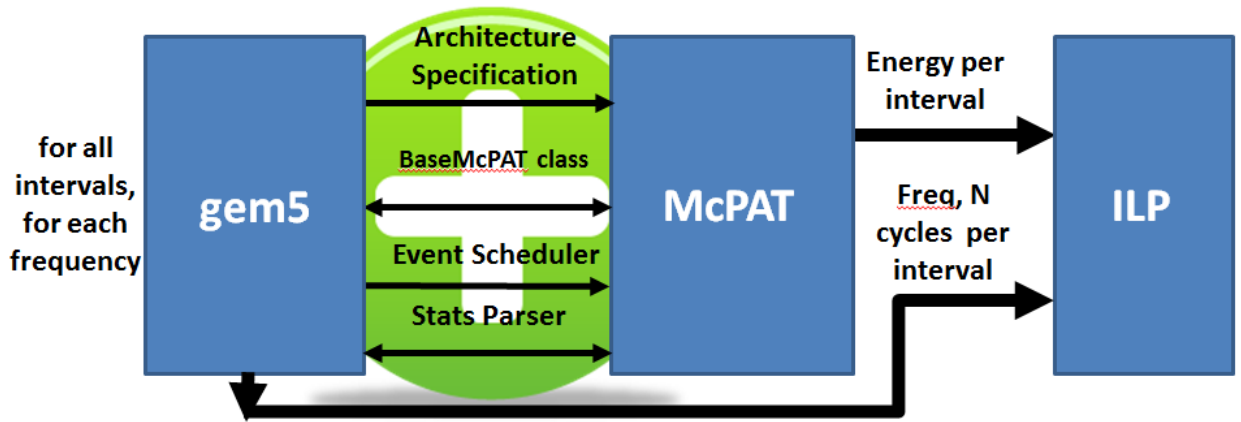 for all
intervals,
for each
frequency
gem5
Architecture
Specification
BaseMcPAT class
Event Scheduler
Stats Parser
McPAT
Energy per
interval
Freq, N
cycles per
interval
ILP